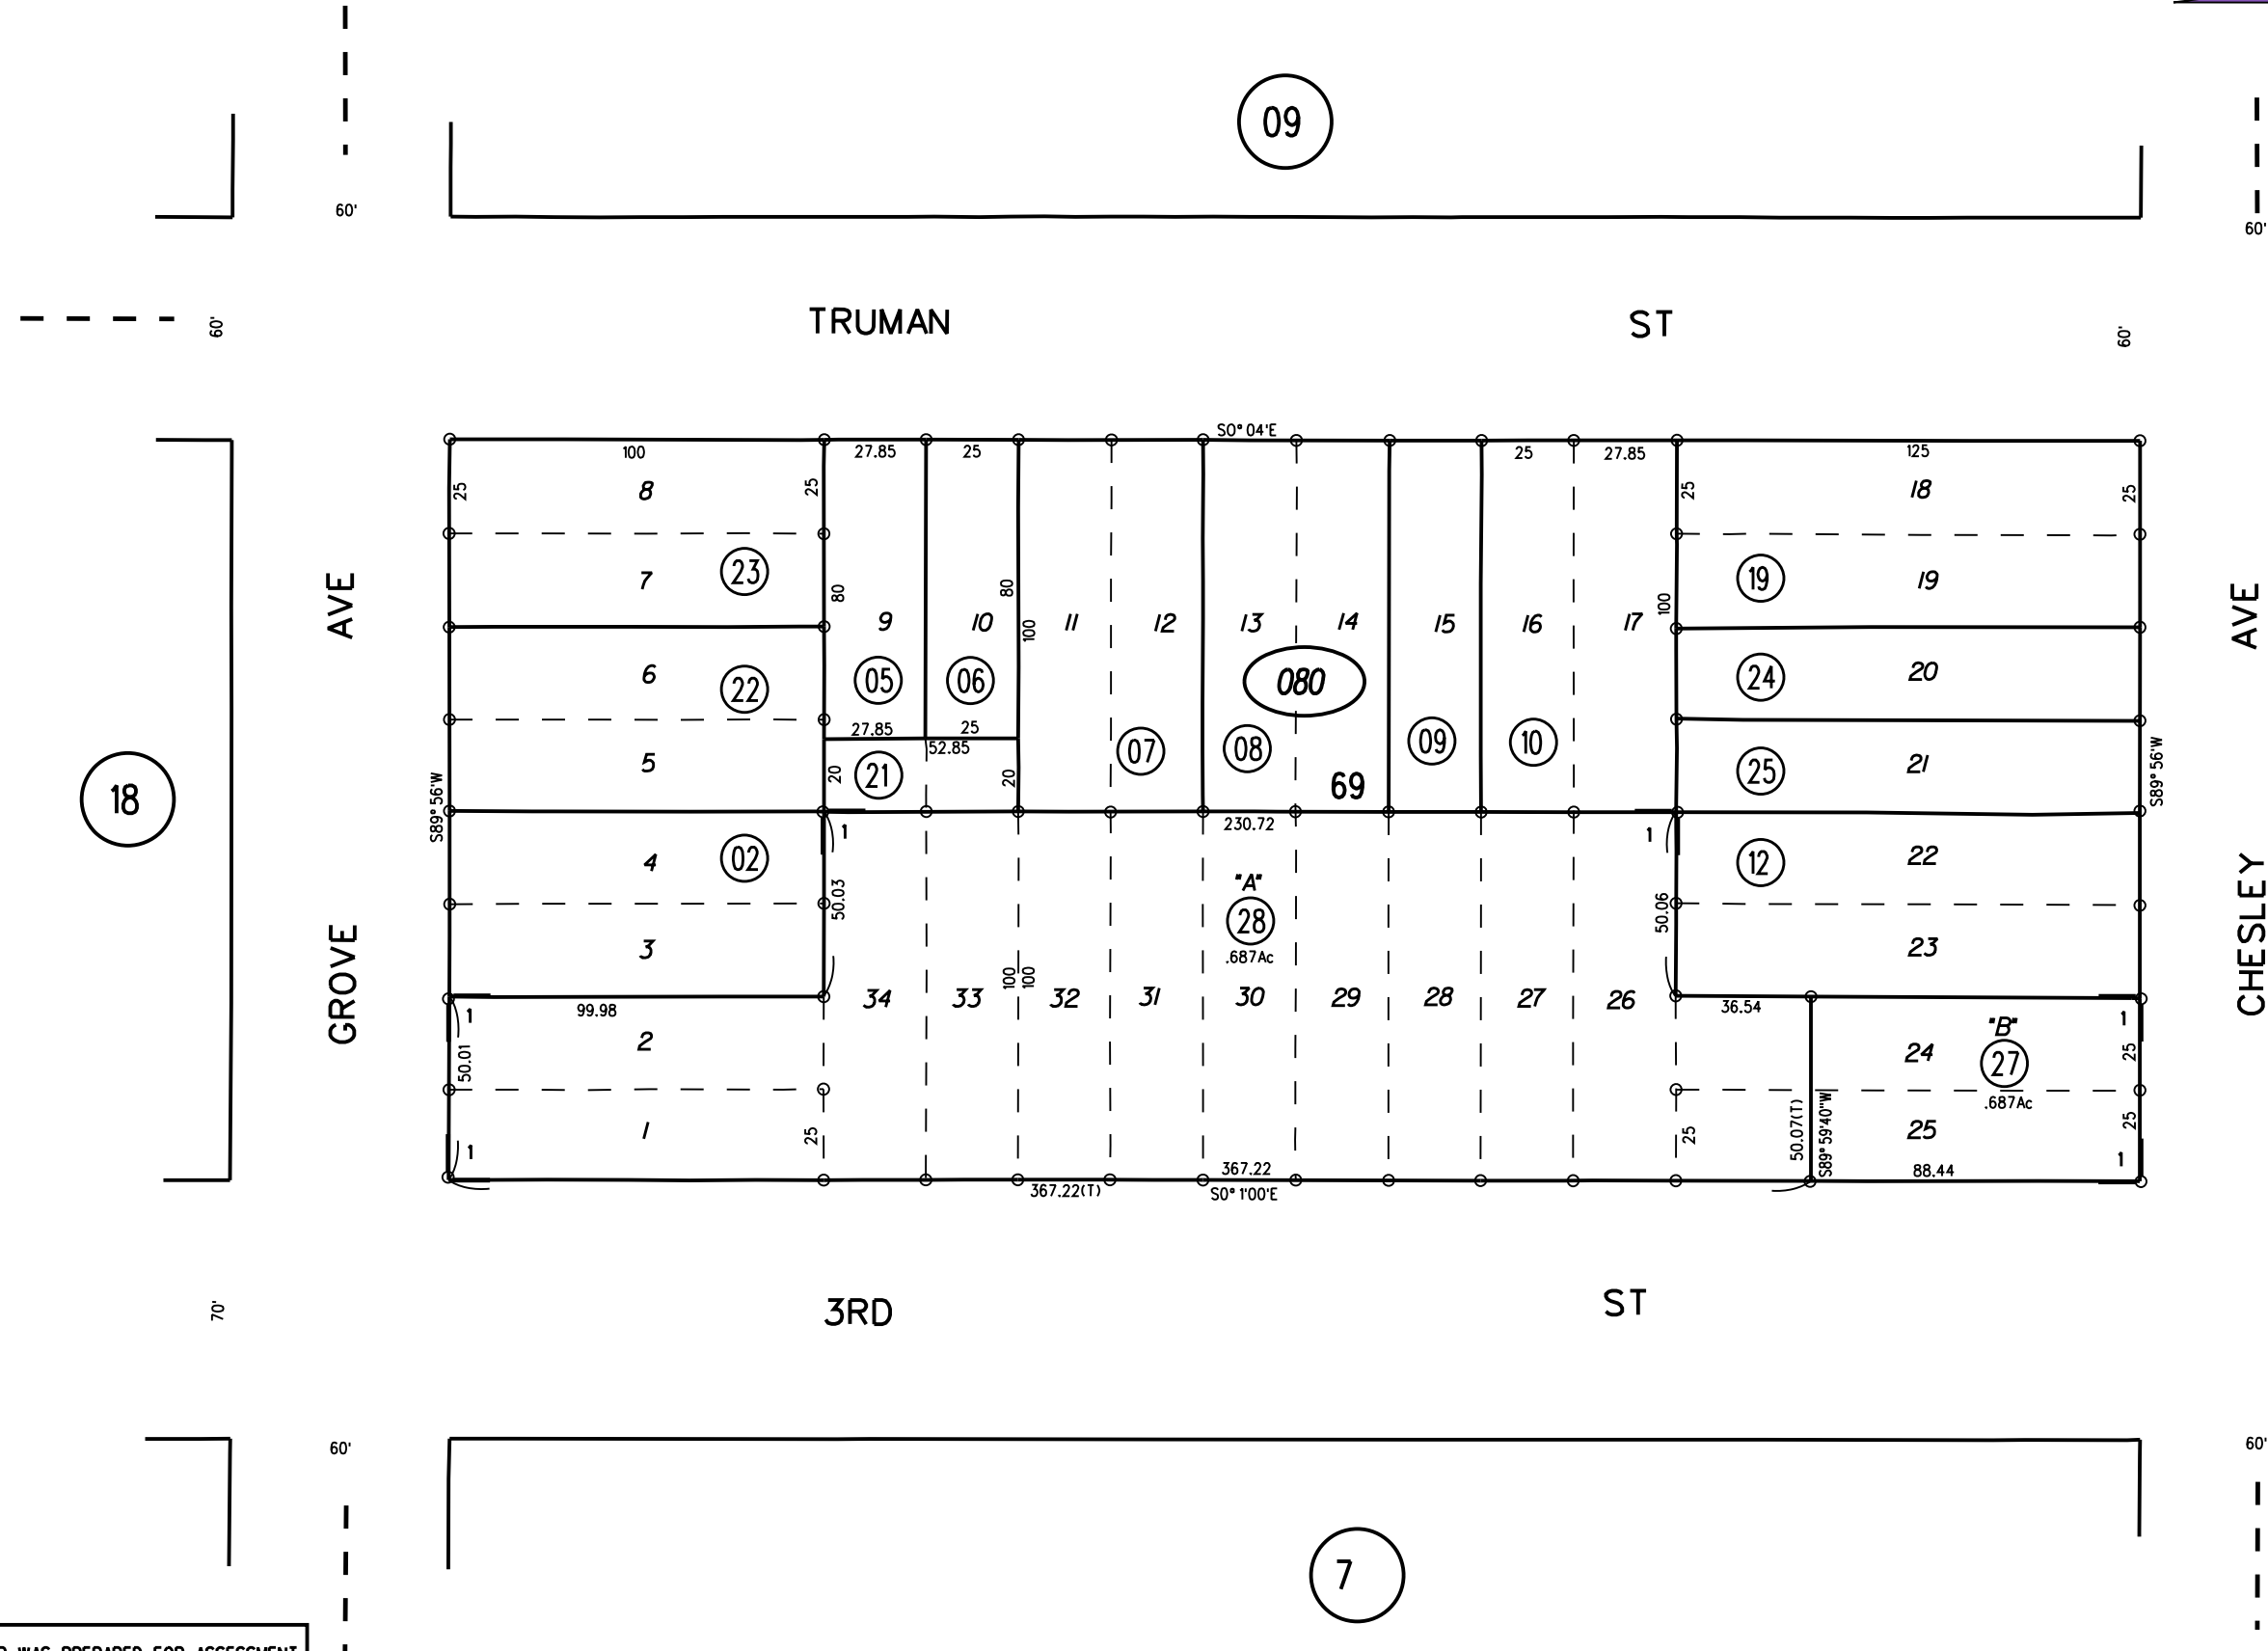 09
60'
60'
60'
TRUMAN ST
60'
S0° 04'E
100 27.85 25 25 27.85 125
25 8 25 25 18 25
AVE
7 23 80 80 100 19 19
AVE
9 10 11 12 13 14 15 16 17 100
6 22 05 06 080 24 20
27.85 25
52.85
5 20 21 20 07 08 69 09 10 25 21
18
S89° 56'W
S89° 56'W
1 230.72 1
4 02 50.03 "A" 50.06 12 22
28
.687Ac
3 23
GROVE
CHESLEY
100 100
34 33 32 31 30 29 28 27 26
99.98 36.54
1 1
2 50.01 24 "B" 27 25
.687Ac
1 25 25 50.07(T) S89° 59'40"W 25 25
1 1
367.22 88.44
367.22(T) S0° 1'00'E
70'
3RD ST
60'
60'
7
WAS PREPARED FOR ASSESSMENT